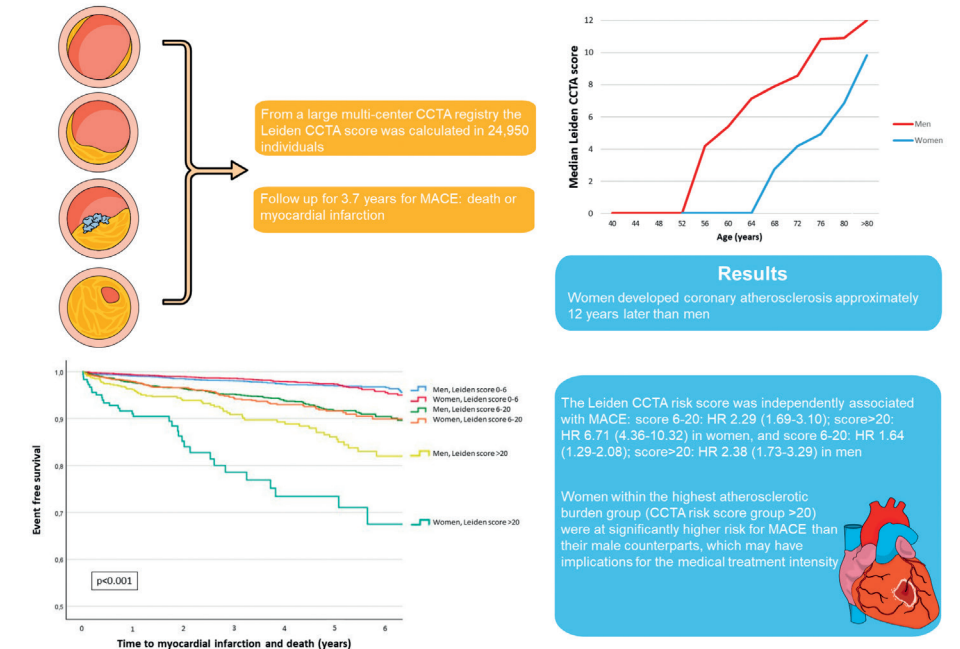 From a large multi-center CCTA registry the
Leiden CCTA score was calculated in 24,950
individuals
Follow up for 3.7 years for MACE: death or
myocardial infarction
Median Leiden CCTA score
12
10
8
6
4
2
0
40 44 48 52 56 60 64 68 72 76 80 >80
Age (years)
Men
Women
Results
Women developed coronary atherosclerosis approximately
12 years later than men
Event free survival
1,0
0,9
0,8
0,7
0,6
0,5
p<0.001
0 1 2 3 4 5 6
Time to myocardial infarction and death (years)
Men, Leiden score 0-6
Women, Leiden score 0-6
Men, Leiden score 6-20
Women, Leiden score 6-20
Men, Leiden score >20
Women, Leiden score >20
The Leiden CCTA risk score was independently associated
with MACE: score 6-20: HR 2.29 (1.69-3.10); score>20:
HR 6.71 (4.36-10.32) in women, and score 6-20: HR 1.64
(1.29-2.08); score>20: HR 2.38 (1.73-3.29) in men
Women within the highest atherosclerotic
burden group (CCTA risk score group >20)
were at significantly higher risk for MACE than
their male counterparts, which may have
implications for the medical treatment intensity